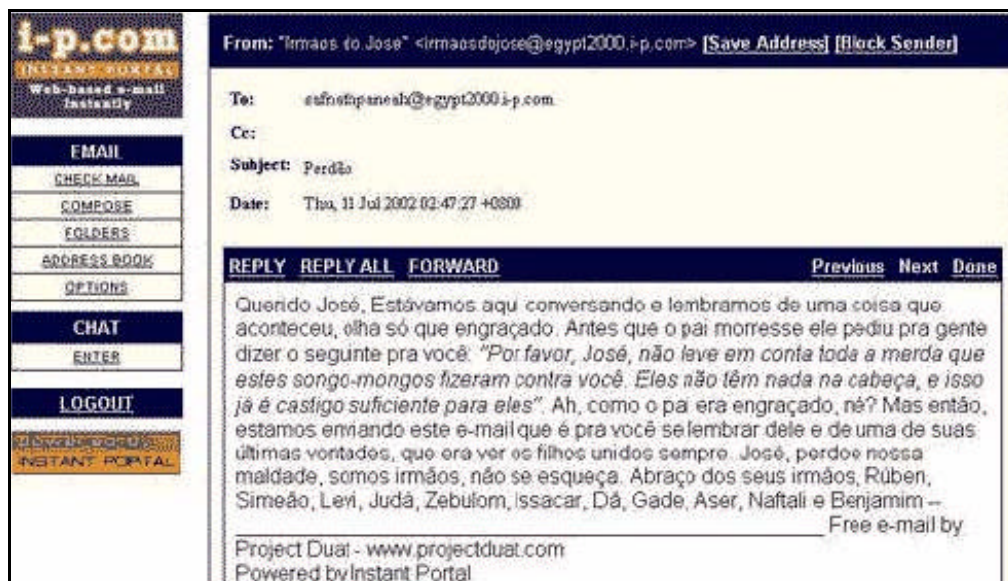 i-p.com
INSTANT PORTAL
Web-based e-mail
Instantly
EMAIL
CHECK MAIL
COMPOSE
FOLDERS
ADDRESS BOOK
OPTIONS
CHAT
ENTER
LOGOUT
INSTANT PORTAL
From: "Irmaos do Jose" <irmaosdojose@egypt2000.i-p.com> [Save Address] [Block Sender]
To: safnathpaneah@egypt2000.i-p.com
Cc:
Subject: Perdão
Date: Thu, 11 Jul 2002 02:47:27 +0800
REPLY REPLY ALL FORWARD Previous Next Done
Querido José, Estávamos aqui conversando e lembramos de uma coisa que
aconteceu, olha só que engraçado. Antes que o pai morresse ele pediu pra gente
dizer o seguinte pra você: "Por favor, José, não leve em conta toda a merda que
estes songo-mongos fizeram contra você. Eles não têm nada na cabeça, e isso
já é castigo suficiente para eles". Ah, como o pai era engraçado, né? Mas então,
estamos enviando este e-mail que é pra você se lembrar dele e de uma de suas
últimas vontades, que era ver os filhos unidos sempre. José, perdoe nossa
maldade, somos irmãos, não se esqueça. Abraço dos seus irmãos, Rúben,
Simeão, Levi, Judá, Zebulom, Issacar, Dã, Gade, Aser, Naftali e Benjamim --
Free e-mail by
Project Duat - www.projectduat.com
Powered by Instant Portal